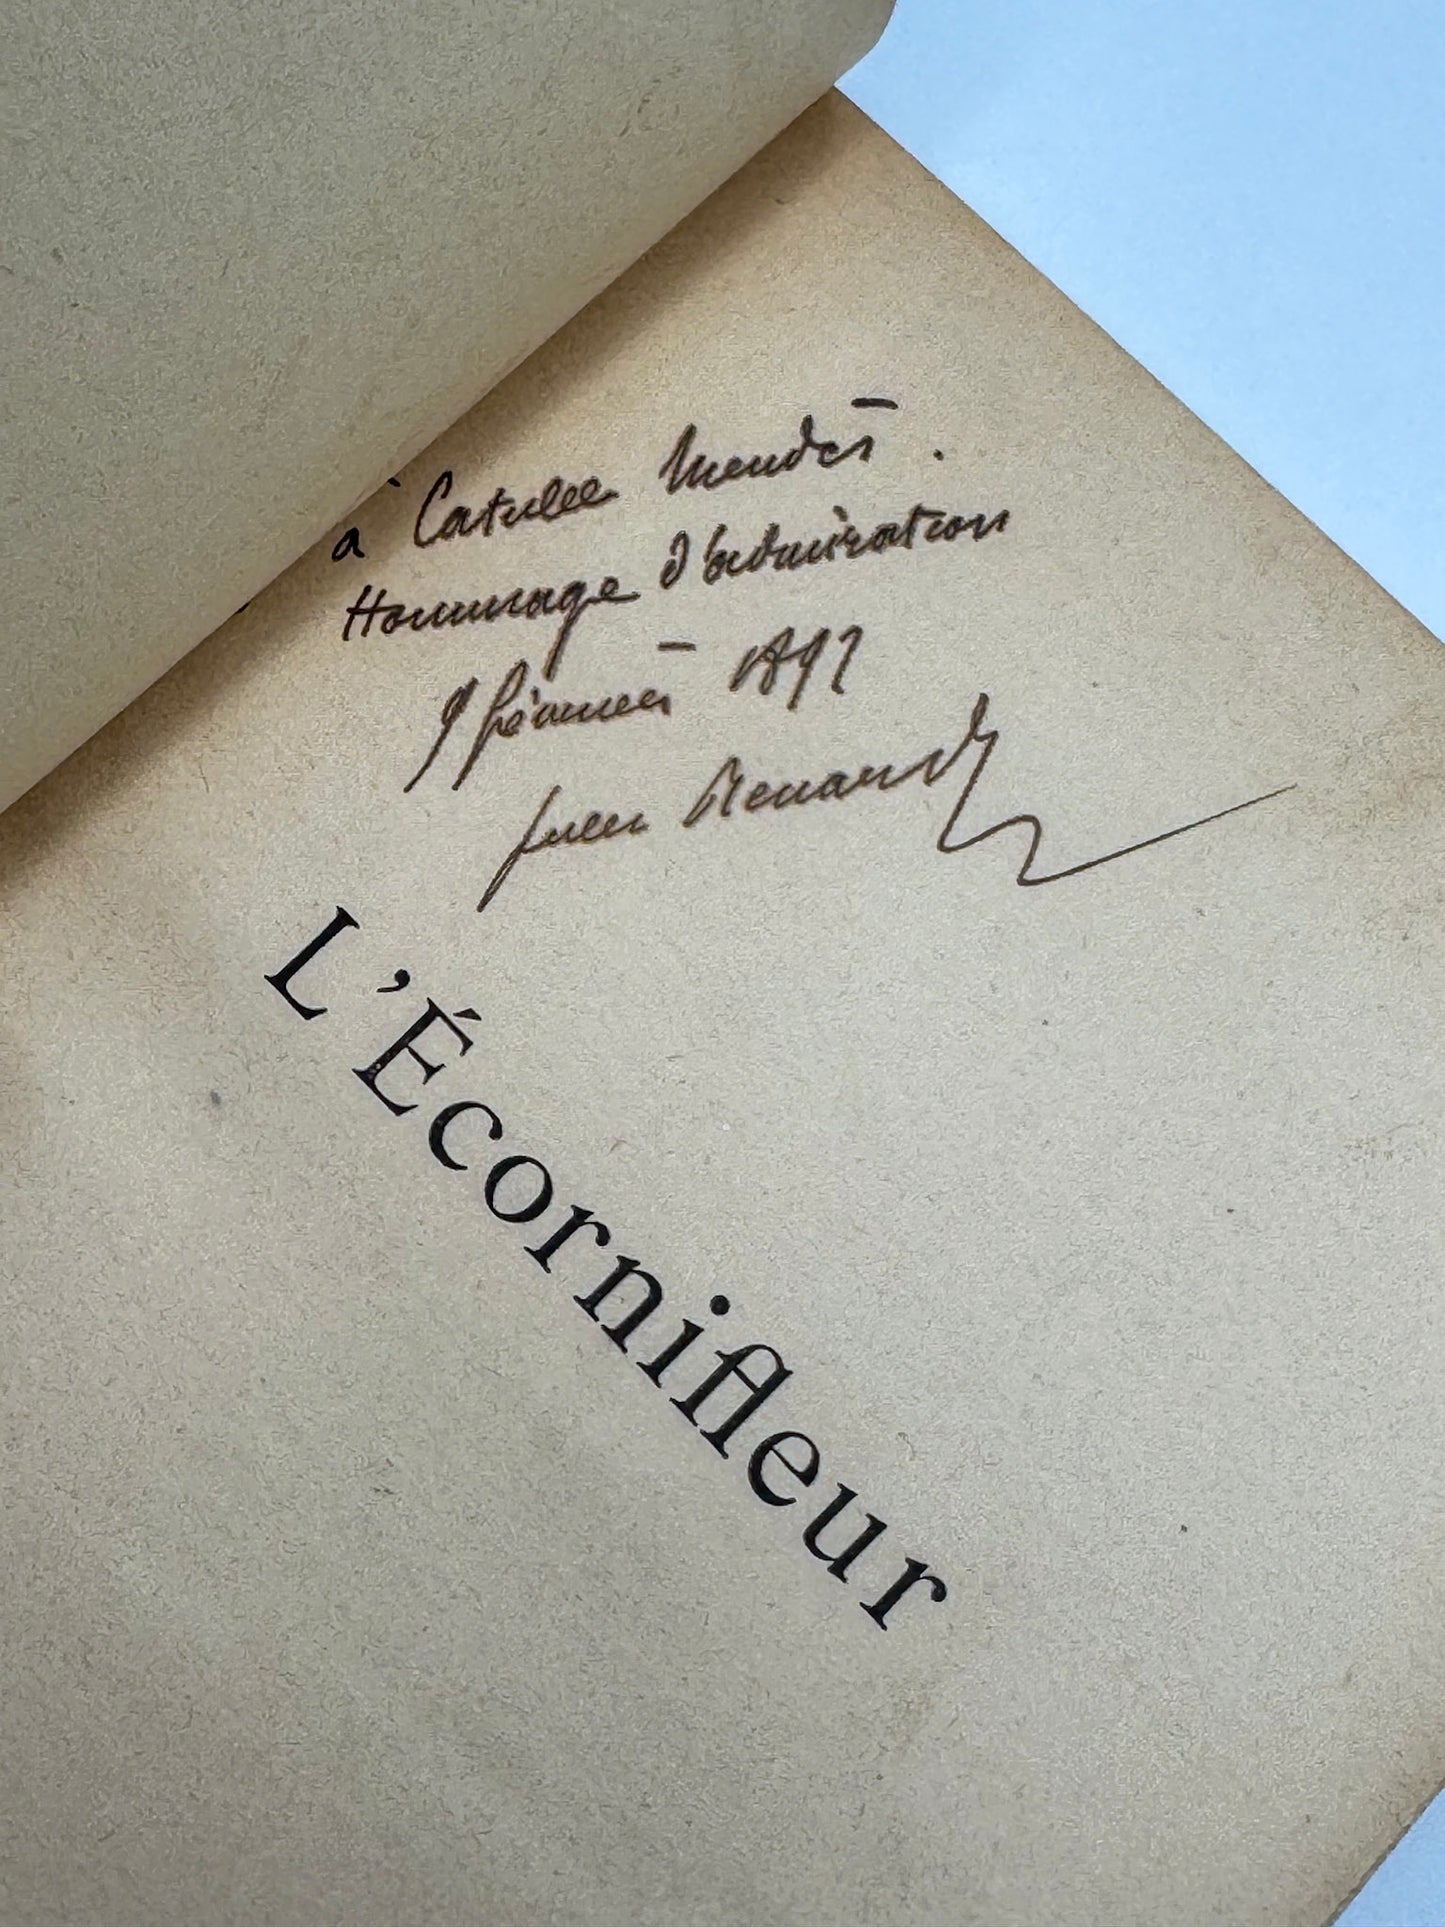 à Catulle Mendès.
Hommage d'admiration
9 février 1892
Jules Renard
L'Écornifleur